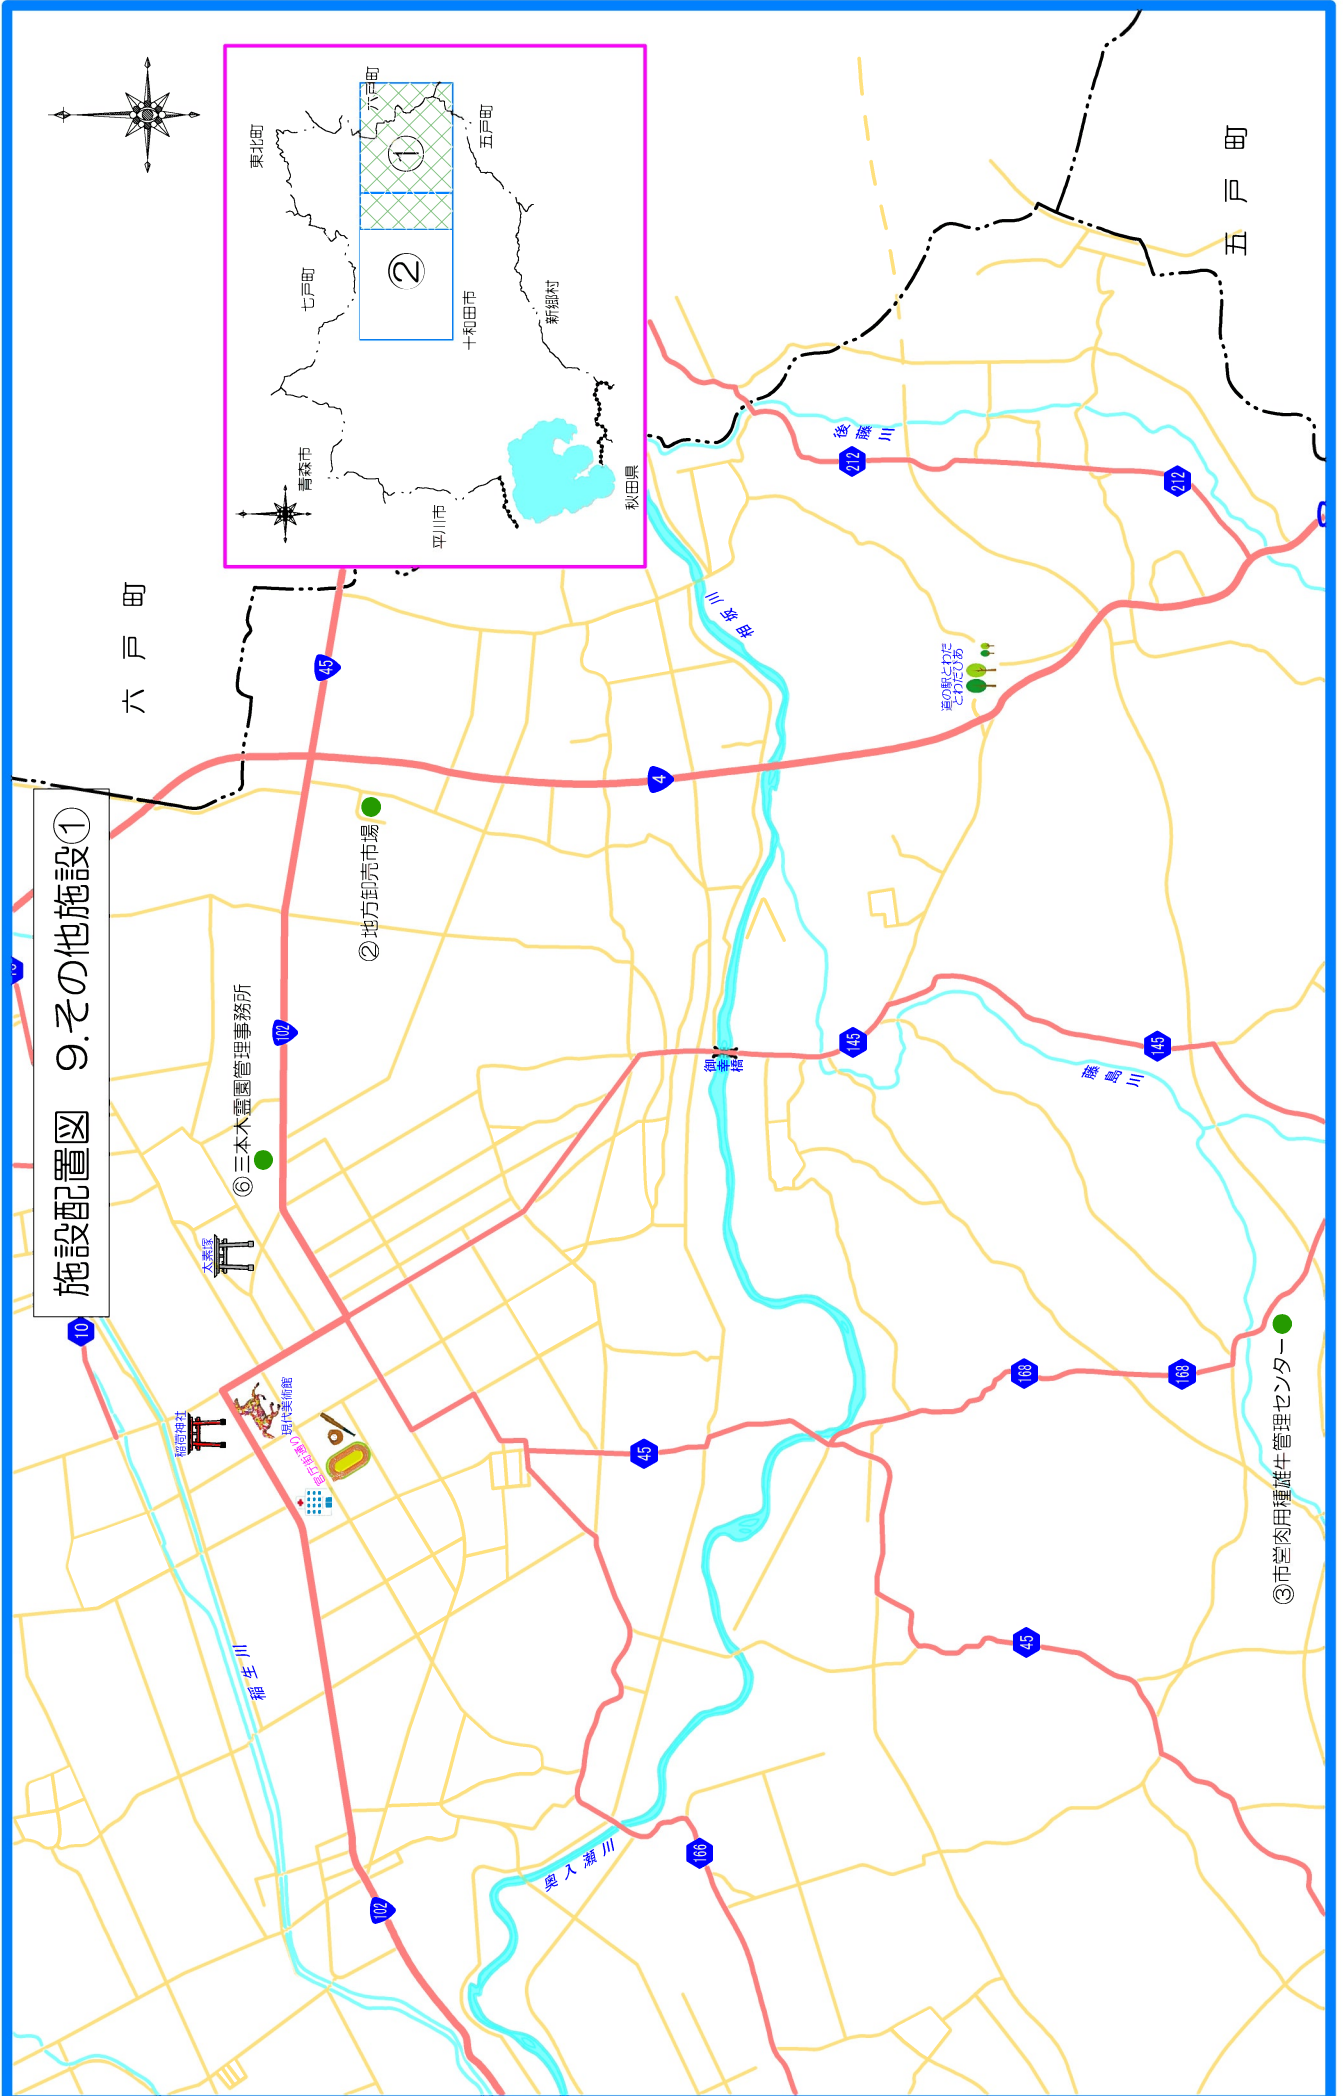 施設配置図 9.その他施設①
東北町
六戸町
五戸町
七戸町
①
②
十和田市
新郷村
青森市
平川市
秋田県
六戸町
五戸町
10
稲荷神社
太素塚
⑥三本木霊園管理事務所
102
②地方卸売市場
45
4
現代美術館
官庁街通り
稲生川
102
45
御幸橋
145
相坂川
道の駅とわだ
とわだぴあ
後藤川
212
212
145
藤島川
168
168
③市営肉用種雄牛管理センター
45
奥入瀬川
166